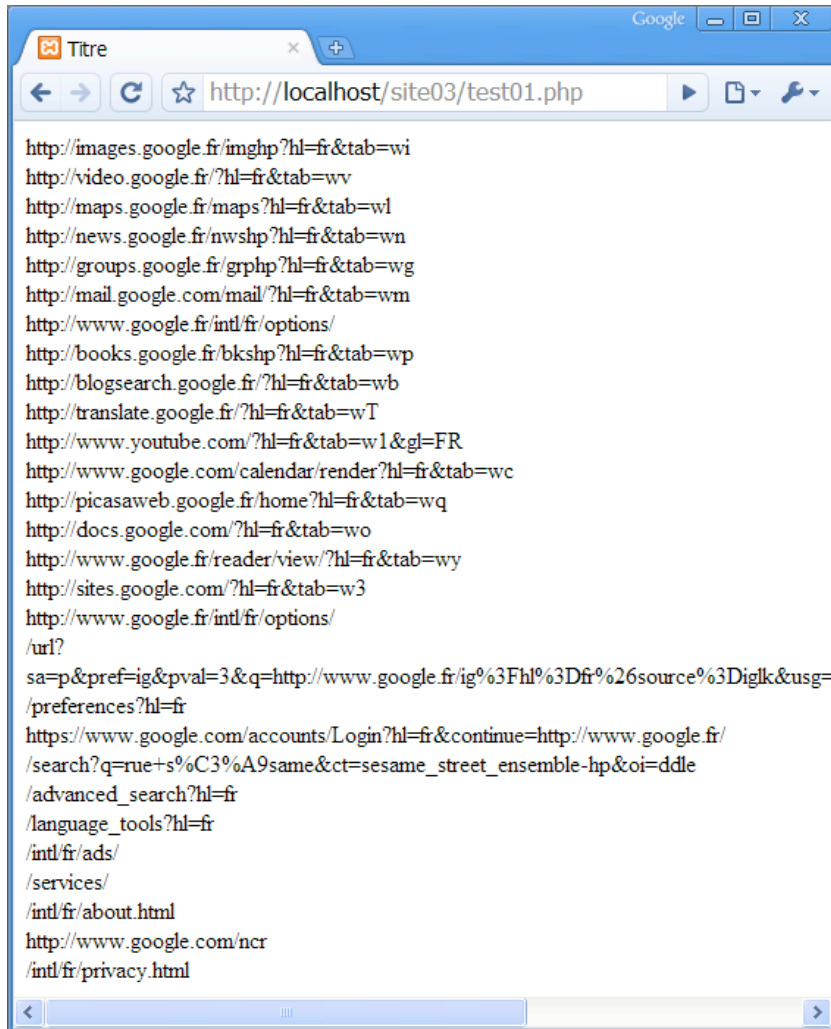 Google
Titre
http://localhost/site03/test01.php
http://images.google.fr/imghp?hl=fr&tab=wi
http://video.google.fr/?hl=fr&tab=wv
http://maps.google.fr/maps?hl=fr&tab=wl
http://news.google.fr/nwshp?hl=fr&tab=wn
http://groups.google.fr/grphp?hl=fr&tab=wg
http://mail.google.com/mail/?hl=fr&tab=wm
http://www.google.fr/intl/fr/options/
http://books.google.fr/bkshp?hl=fr&tab=wp
http://blogsearch.google.fr/?hl=fr&tab=wb
http://translate.google.fr/?hl=fr&tab=wT
http://www.youtube.com/?hl=fr&tab=w1&gl=FR
http://www.google.com/calendar/render?hl=fr&tab=wc
http://picasaweb.google.fr/home?hl=fr&tab=wq
http://docs.google.com/?hl=fr&tab=wo
http://www.google.fr/reader/view/?hl=fr&tab=wy
http://sites.google.com/?hl=fr&tab=w3
http://www.google.fr/intl/fr/options/
/url?
sa=p&pref=ig&pval=3&q=http://www.google.fr/ig%3Fhl%3Dfr%26source%3Diglk&usg=
/preferences?hl=fr
https://www.google.com/accounts/Login?hl=fr&continue=http://www.google.fr/
/search?q=rue+s%C3%A9same&ct=sesame_street_ensemble-hp&oi=ddle
/advanced_search?hl=fr
/language_tools?hl=fr
/intl/fr/ads/
/services/
/intl/fr/about.html
http://www.google.com/ncr
/intl/fr/privacy.html